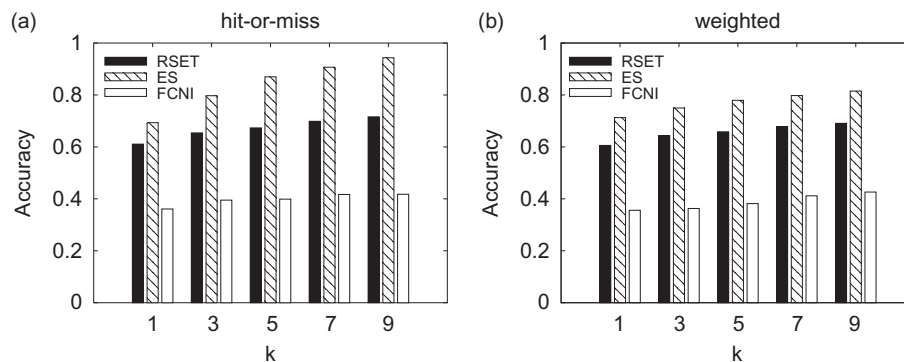 (a) hit-or-miss
1
0.8
0.6
0.4
0.2
0
Accuracy
RSET
ES
FCNI
1 3 5 7 9
k
(b) weighted
1
0.8
0.6
0.4
0.2
0
Accuracy
RSET
ES
FCNI
1 3 5 7 9
k